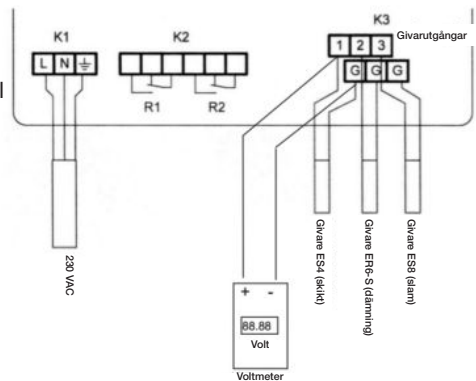 K1
K2
K3
Givarutgångar
L N
1 2 3
G G G
R1 R2
230 VAC
Givare ES4 (skikt)
Givare ER6-S (dämning)
Givare ES8 (slam)
+ -
88.88
Volt
Voltmeter